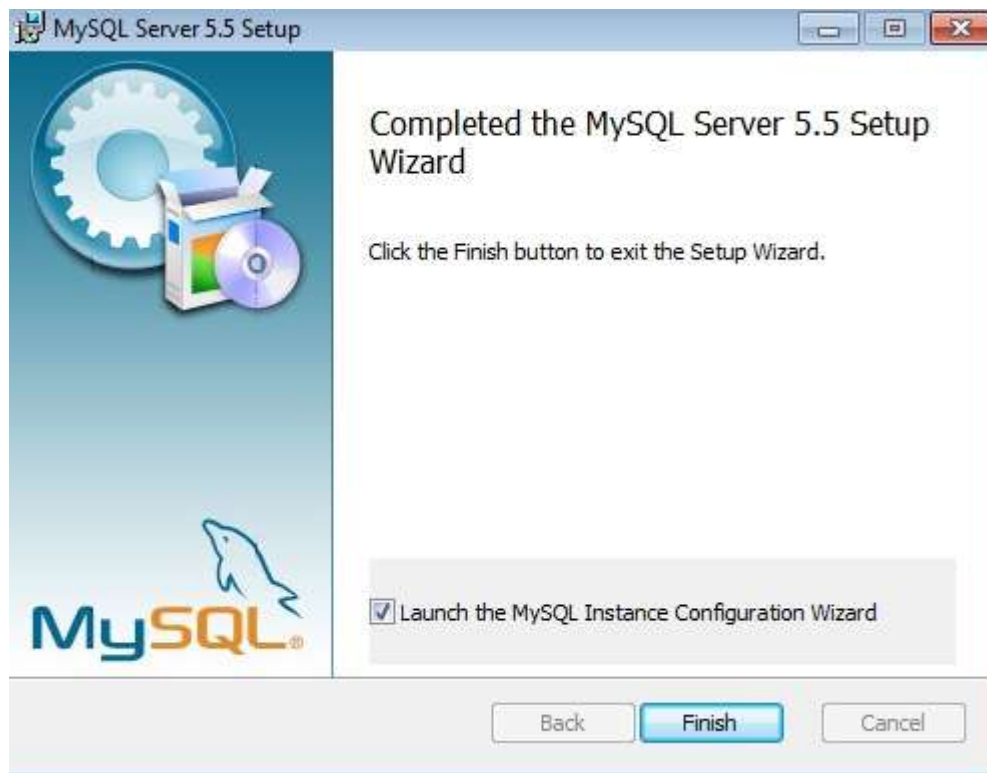 MySQL Server 5.5 Setup
Completed the MySQL Server 5.5 Setup
Wizard
Click the Finish button to exit the Setup Wizard.
MySQL®
Launch the MySQL Instance Configuration Wizard
Back Finish Cancel